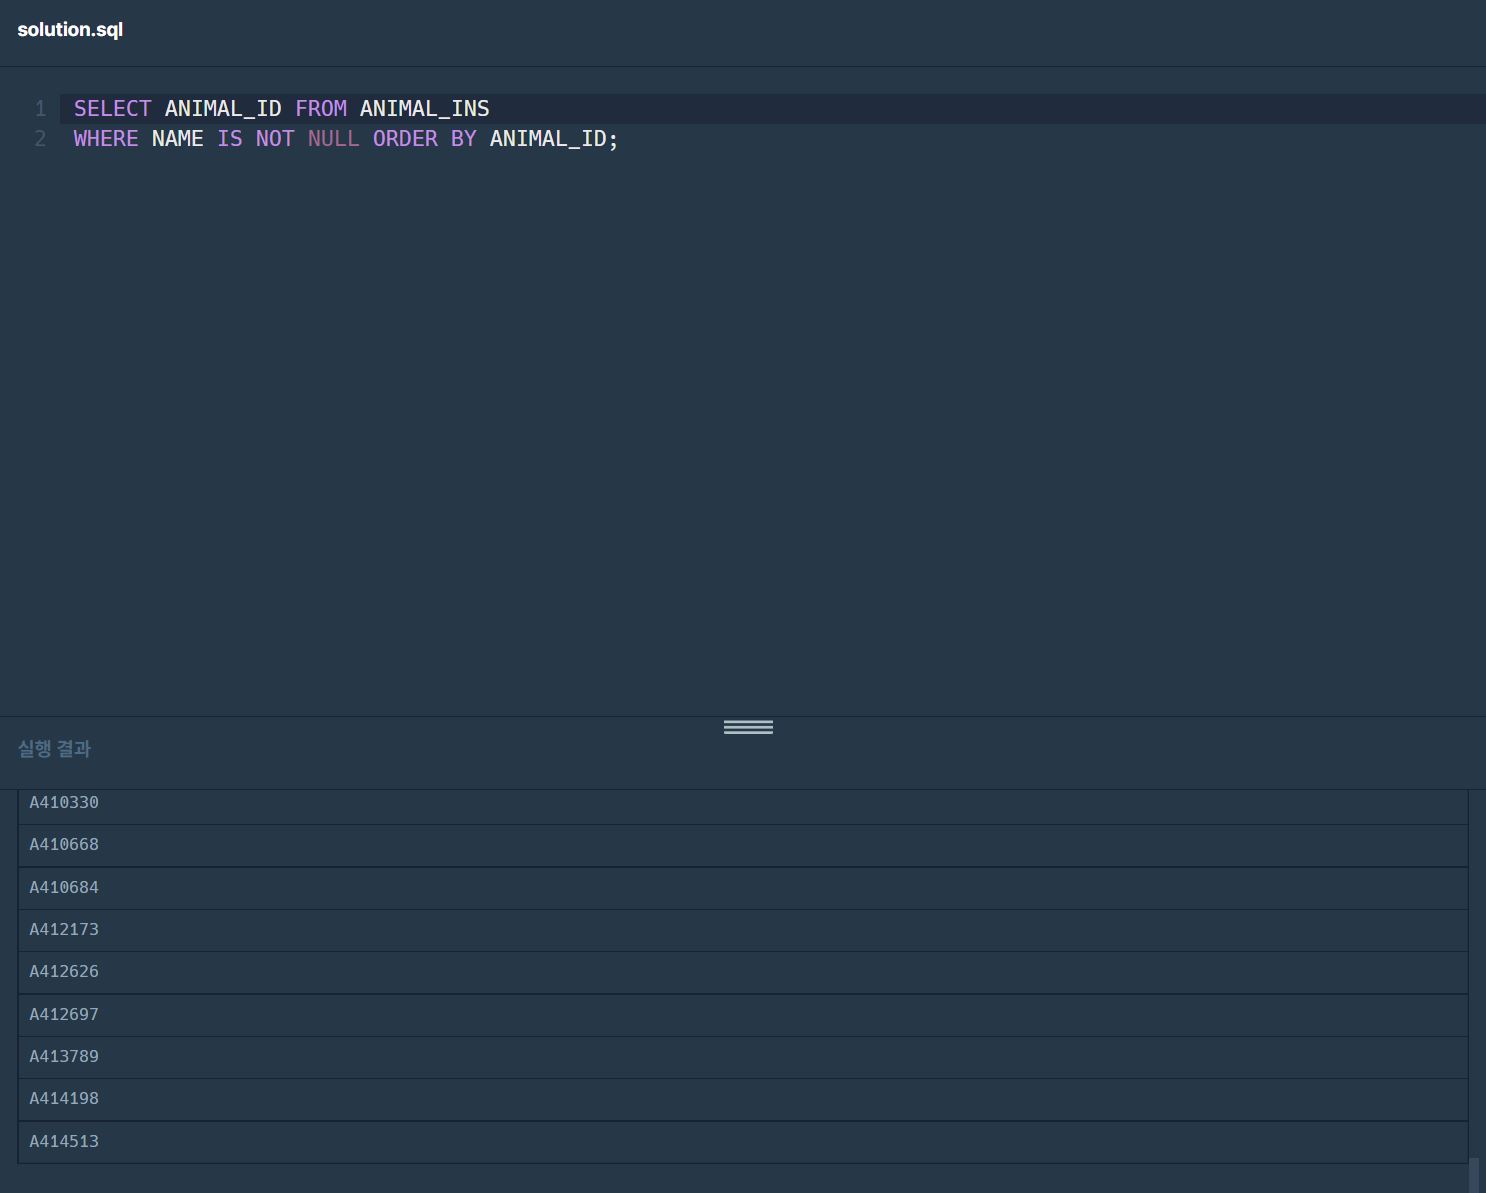 solution.sql
1 SELECT ANIMAL_ID FROM ANIMAL_INS
2 WHERE NAME IS NOT NULL ORDER BY ANIMAL_ID;
실행 결과
A410330
A410668
A410684
A412173
A412626
A412697
A413789
A414198
A414513